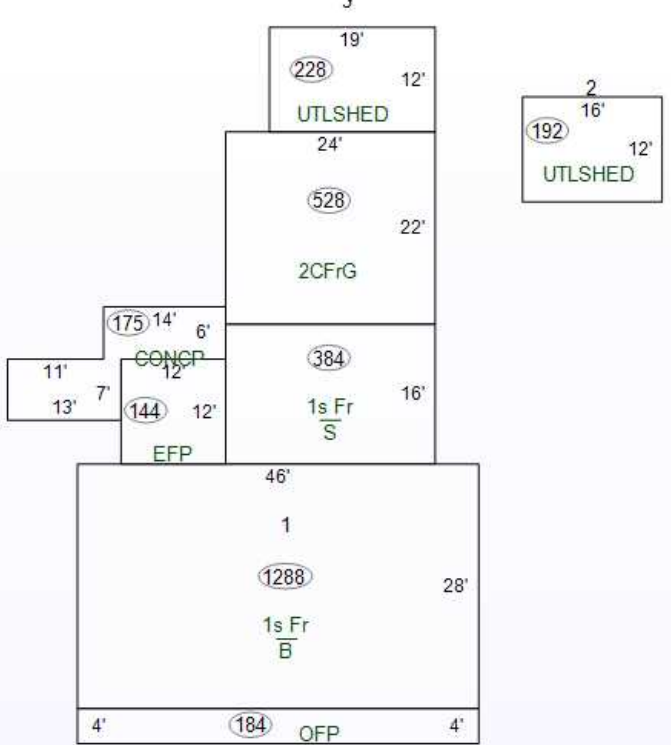 19'
228
12'
UTLSHED
2
16'
192
12'
UTLSHED
24'
528
22'
2CFrG
175 14' 6'
CONCP
11'
12'
7'
13'
144 12'
EFP
384
16'
1s Fr
S
46'
1
1288
28'
1s Fr
B
4' 184 OFP 4'